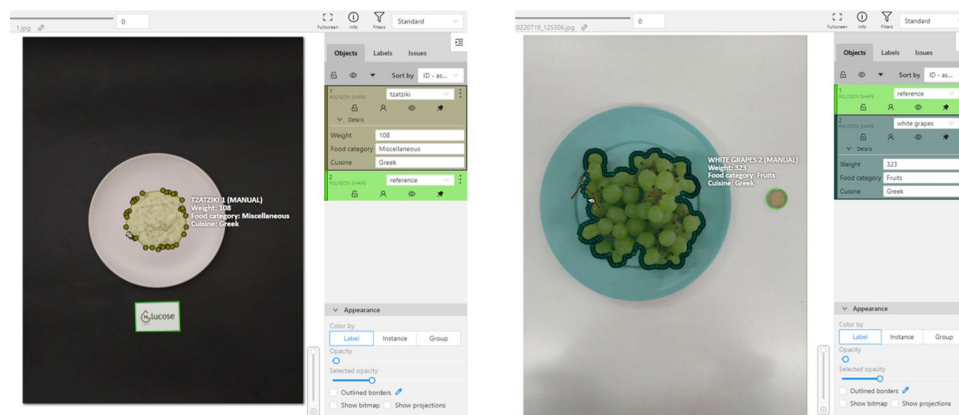 0
1.jpg
Fullscreen
Info
Filters
Standard
Objects
Labels
Issues
Sort by
ID - as...
1
POLYGON SHAPE
tzatziki
Details
Weight
108
Food category
Miscellaneous
Cuisine
Greek
2
POLYGON SHAPE
reference
TZATZIKI 1 (MANUAL)
Weight: 108
Food category: Miscellaneous
Cuisine: Greek
Glucose
Appearance
Color by
Label
Instance
Group
Opacity
Selected opacity
Outlined borders
Show bitmap
Show projections
0
0220719_125306.jpg
Fullscreen
Info
Filters
Standard
Objects
Labels
Issues
Sort by
ID - as...
1
POLYGON SHAPE
reference
2
POLYGON SHAPE
white grapes
Details
Weight
323
Food category
Fruits
Cuisine
Greek
WHITE GRAPES 2 (MANUAL)
Weight: 323
Food category: Fruits
Cuisine: Greek
Appearance
Color by
Label
Instance
Group
Opacity
Selected opacity
Outlined borders
Show bitmap
Show projections